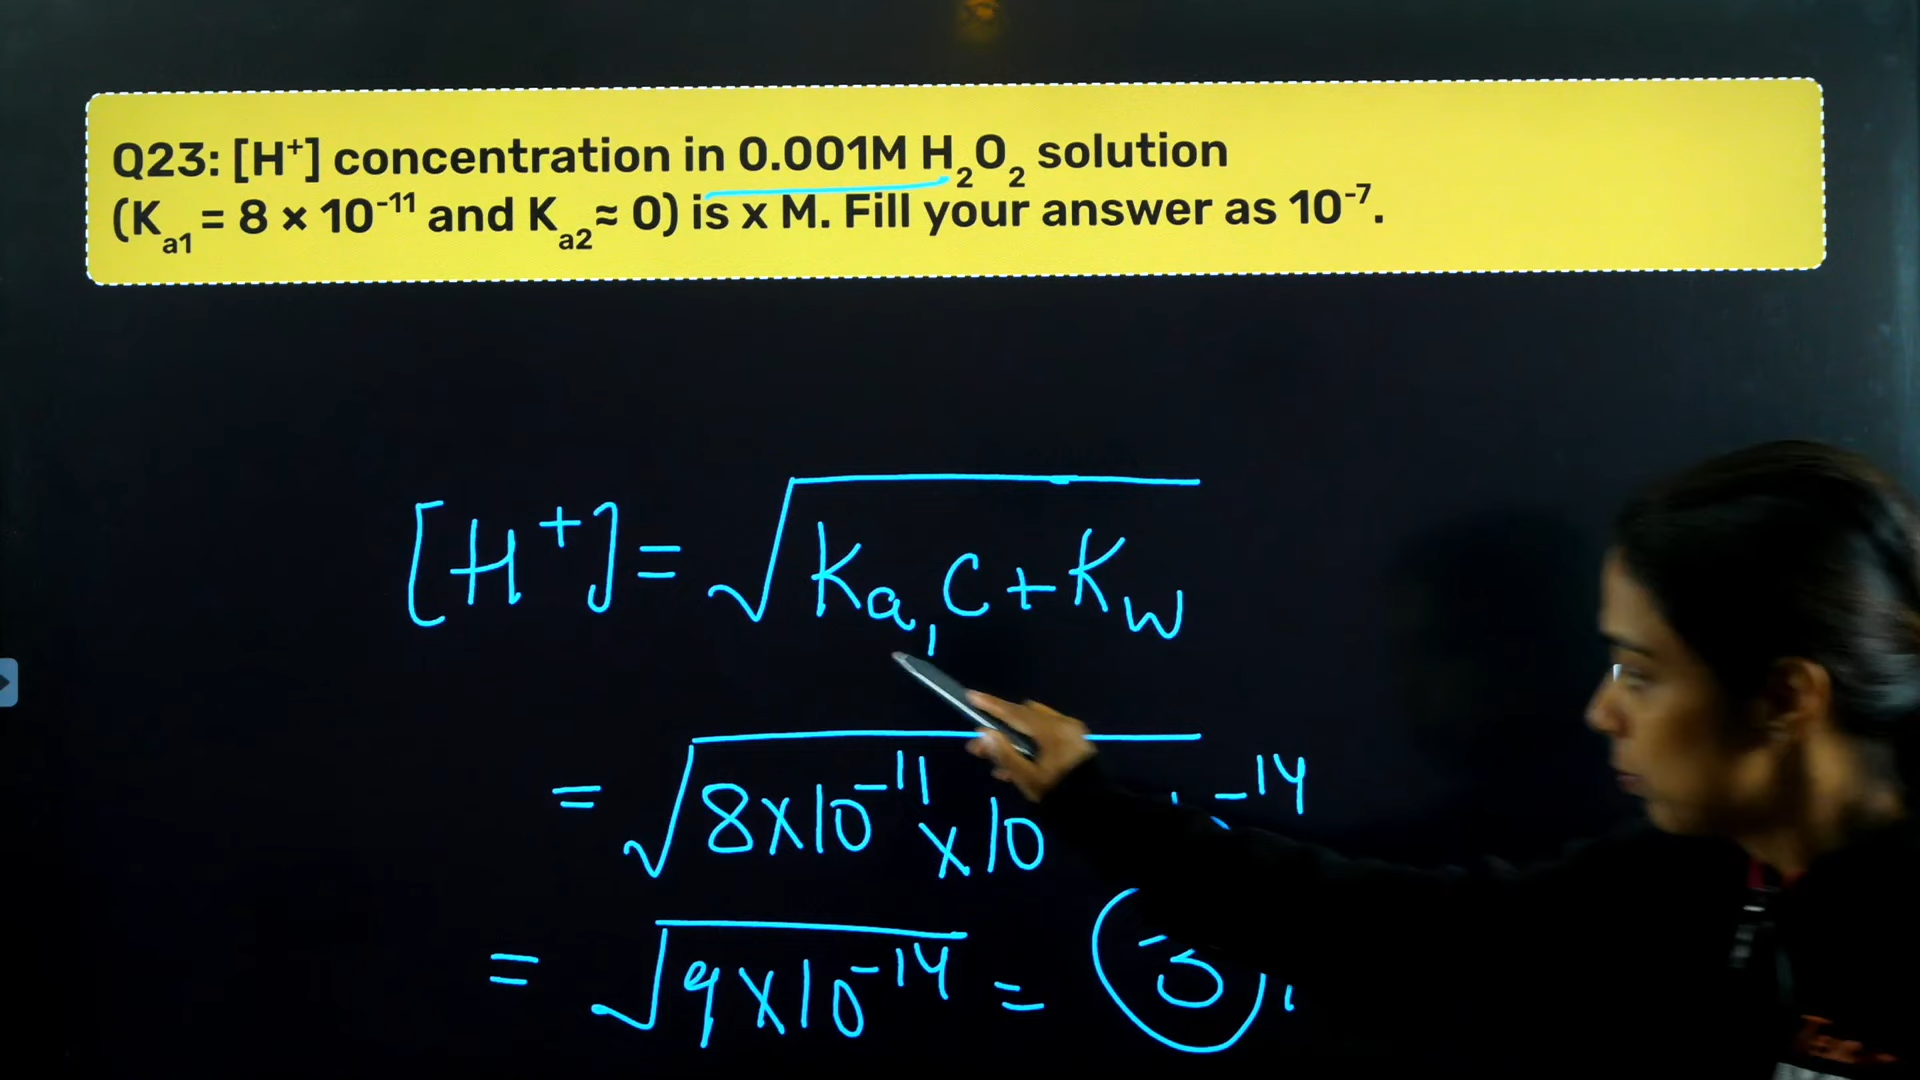 Q23: [H⁺] concentration in 0.001M H₂O₂ solution
(Kₐ₁ = 8 × 10⁻¹¹ and Kₐ₂ ≈ 0) is x M. Fill your answer as 10⁻⁷.
[H⁺] = √(Kₐ₁C + K_w)
= √(8×10⁻¹¹ × 10 ⁻¹⁴
= √(9×10⁻¹⁴) = 3